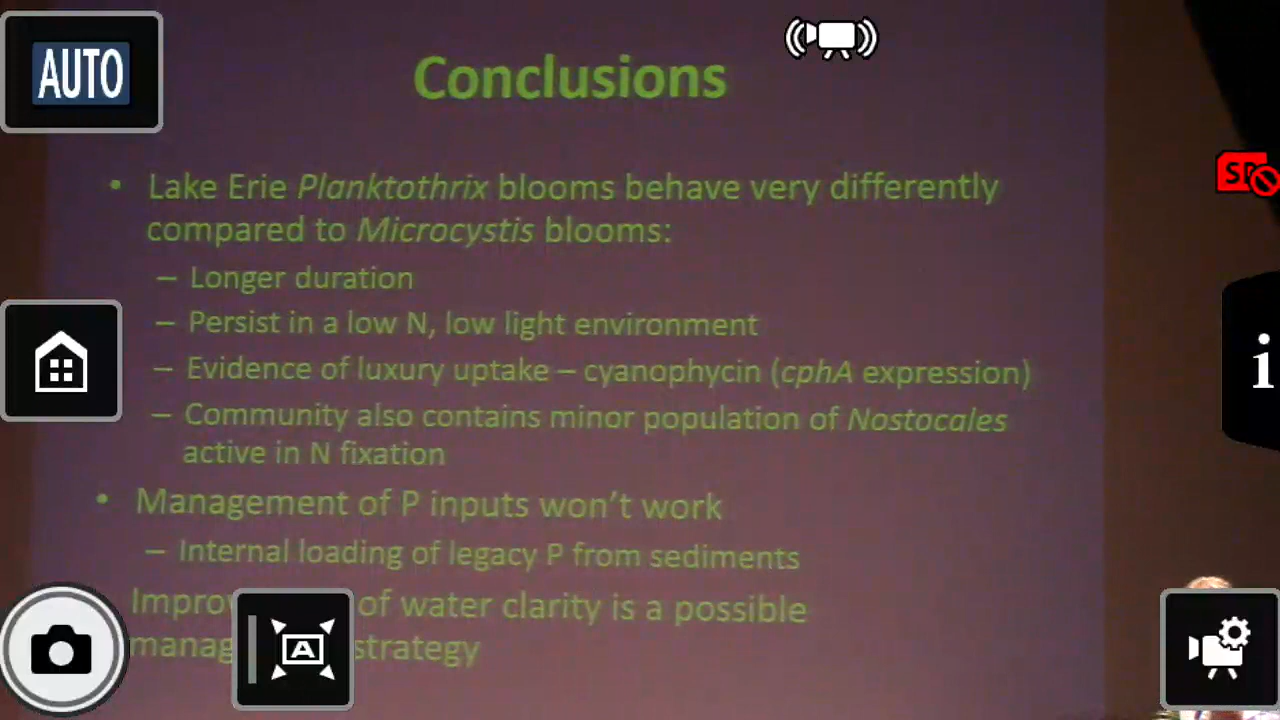 AUTO
Conclusions
SD
• Lake Erie Planktothrix blooms behave very differently
compared to Microcystis blooms:
– Longer duration
– Persist in a low N, low light environment
i
– Evidence of luxury uptake – cyanophycin (cphA expression)
– Community also contains minor population of Nostocales
active in N fixation
• Management of P inputs won't work
– Internal loading of legacy P from sediments
of water clarity is a possible
A
strategy